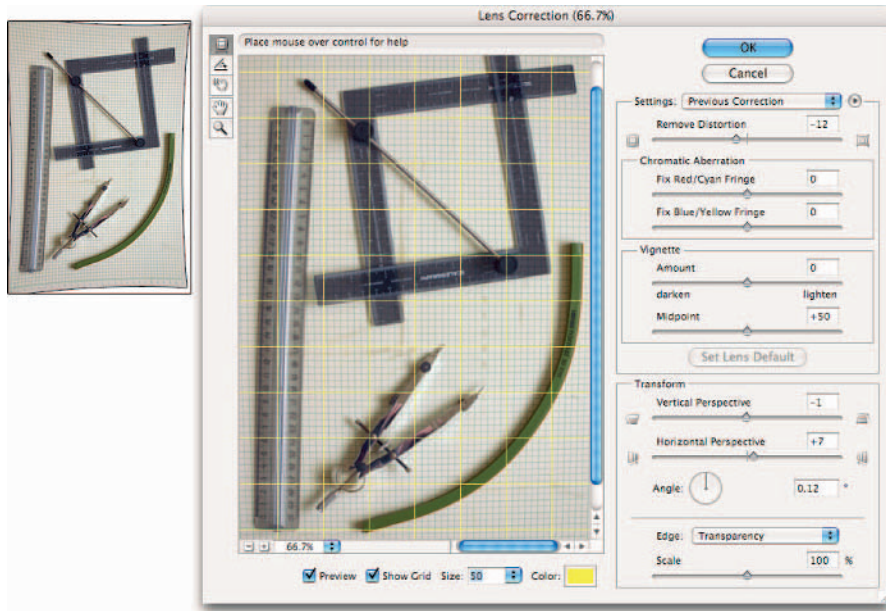 Lens Correction (66.7%)
Place mouse over control for help
OK
Cancel
Settings: Previous Correction
Remove Distortion -12
Chromatic Aberration
Fix Red/Cyan Fringe 0
Fix Blue/Yellow Fringe 0
Vignette
Amount 0
darken lighten
Midpoint +50
Set Lens Default
Transform
Vertical Perspective -1
Horizontal Perspective +7
Angle: 0.12 °
Edge: Transparency
Scale 100 %
66.7%
Preview Show Grid Size: 50 Color: